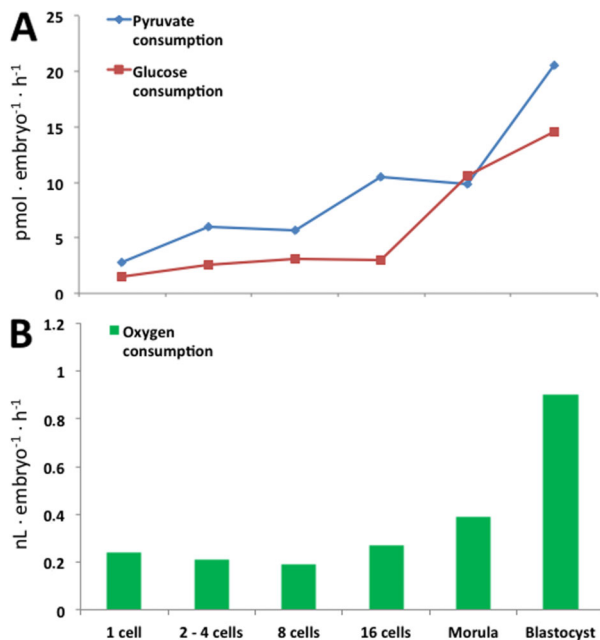 A
25
20
15
10
5
0
pmol · embryo⁻¹ · h⁻¹
Pyruvate
consumption
Glucose
consumption
B
1.2
1
0.8
0.6
0.4
0.2
0
nL · embryo⁻¹ · h⁻¹
Oxygen
consumption
1 cell 2 - 4 cells 8 cells 16 cells Morula Blastocyst